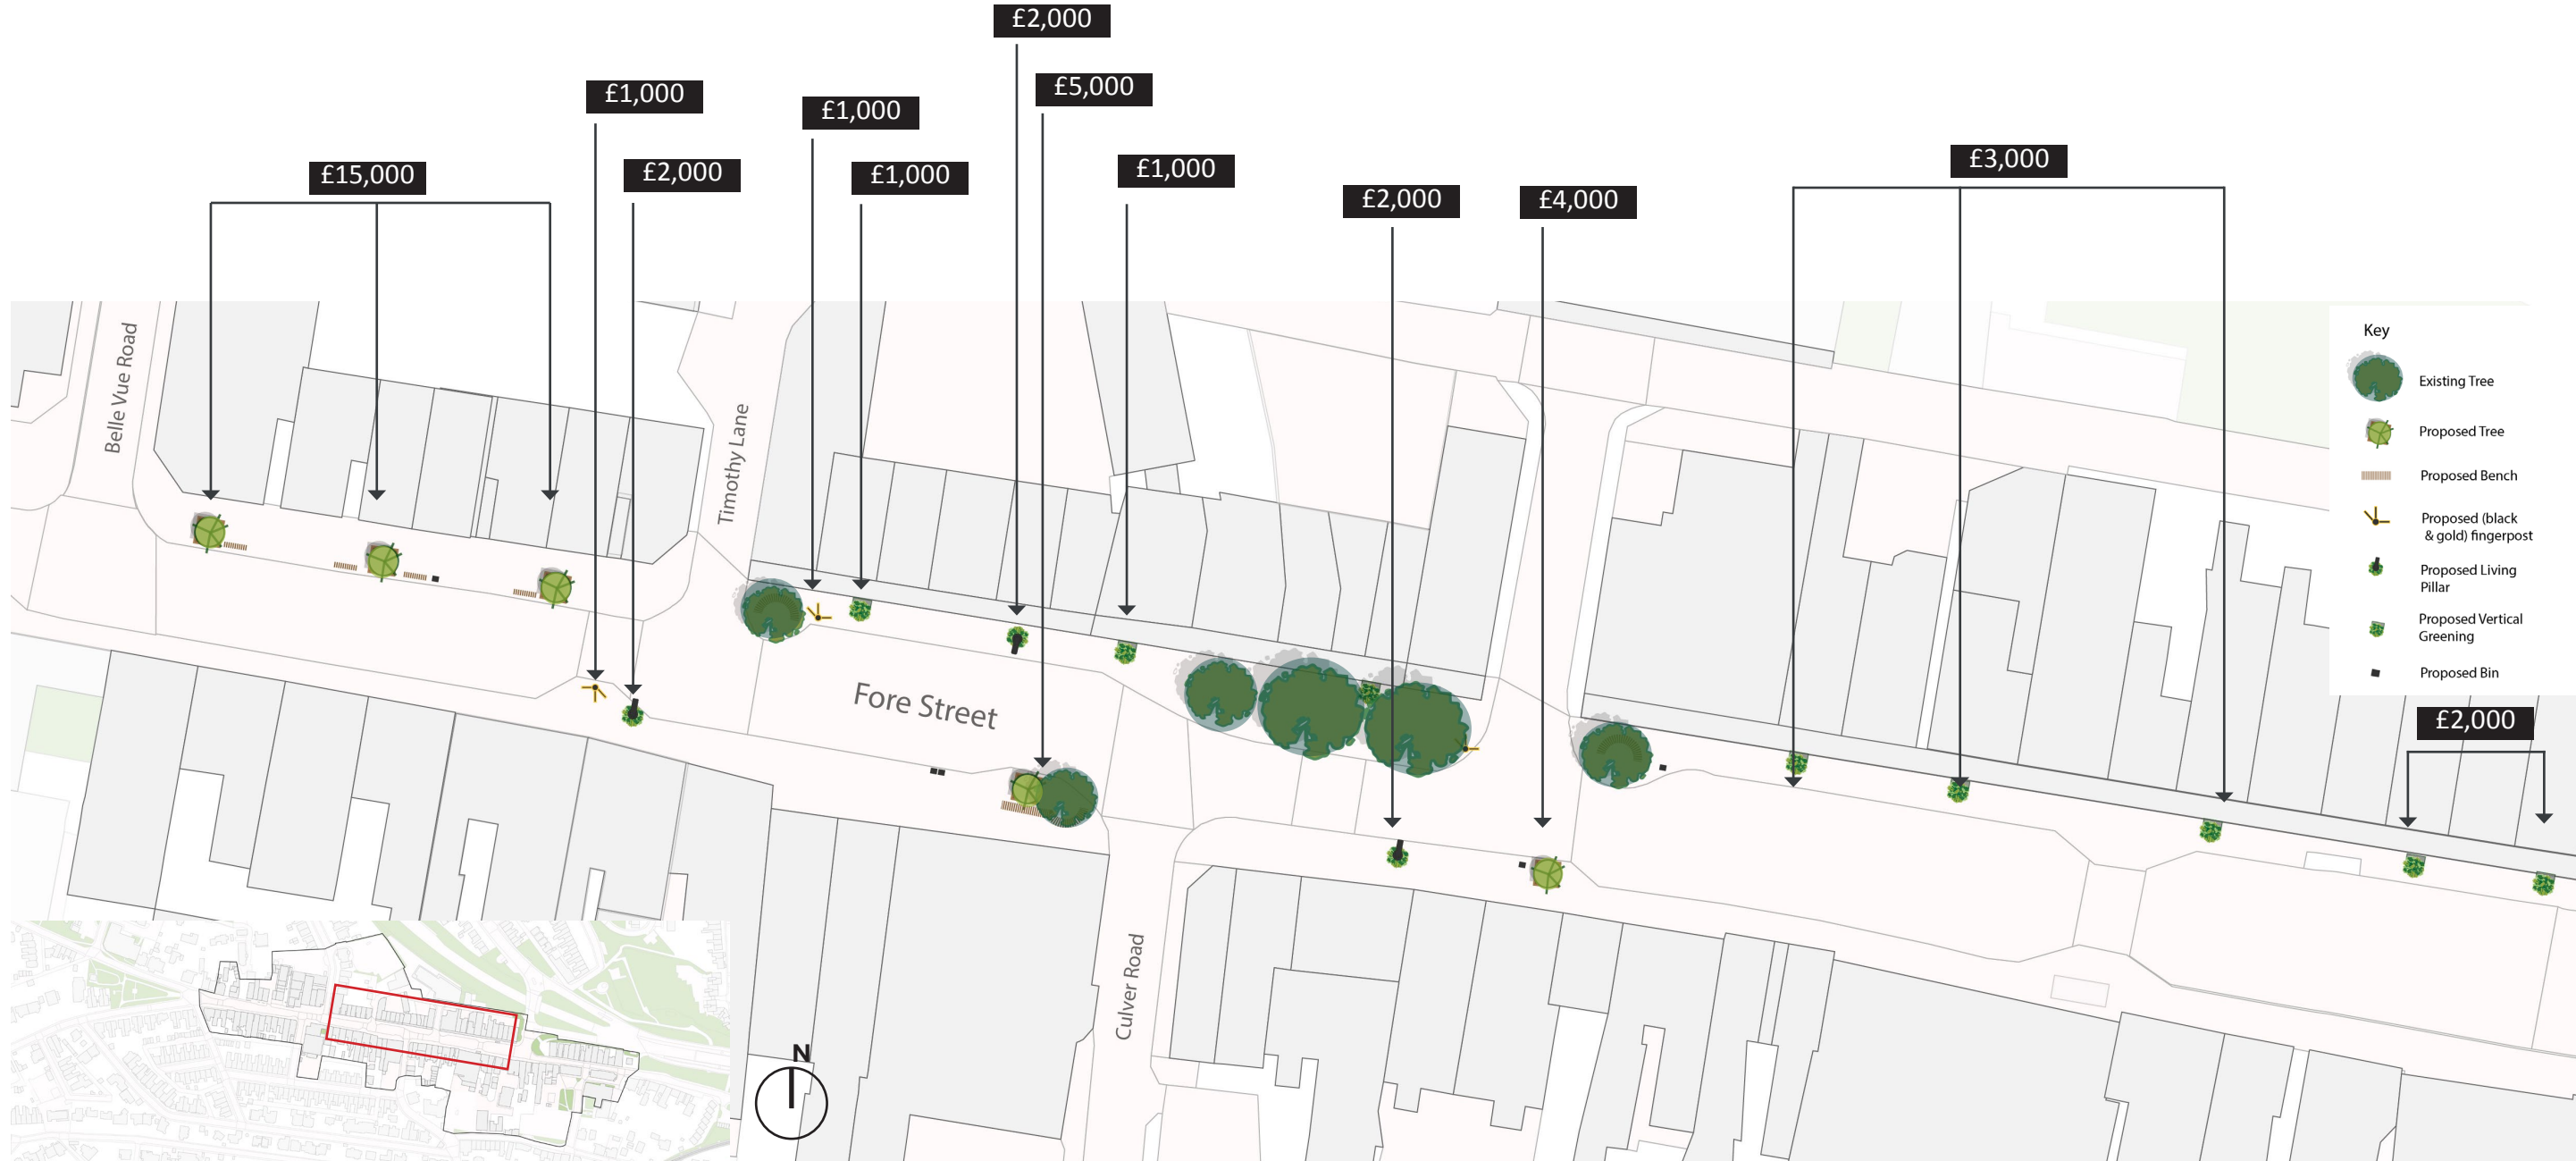 £2,000
£5,000
£1,000
£1,000
£3,000
£1,000
£2,000
£15,000
£1,000
£2,000
£4,000
Belle Vue Road
Timothy Lane
Fore Street
Culver Road
Key
Existing Tree
Proposed Tree
Proposed Bench
Proposed (black
& gold) fingerpost
Proposed Living
Pillar
Proposed Vertical
Greening
Proposed Bin
£2,000
N